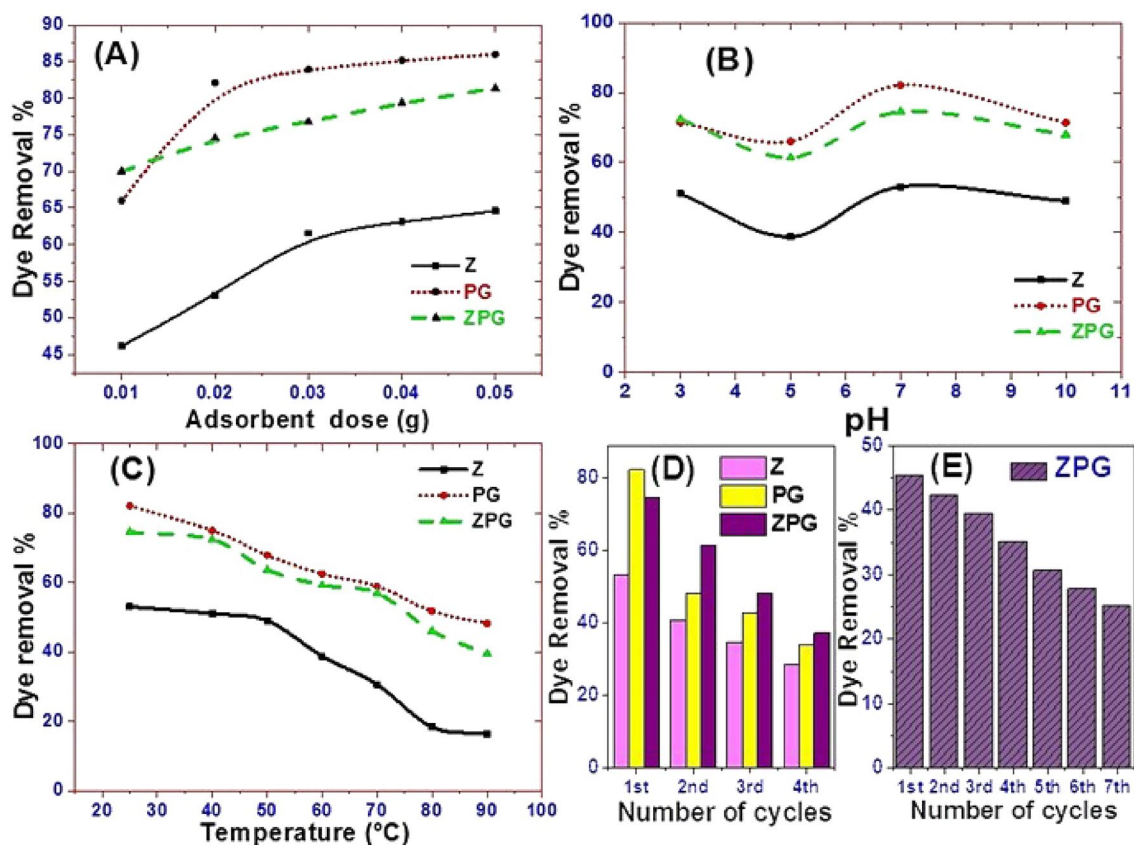 (A)
Dye Removal %
90
85
80
75
70
65
60
55
50
45
Z
PG
ZPG
0.01 0.02 0.03 0.04 0.05
Adsorbent dose (g)
(B)
Dye removal %
100
80
60
40
20
0
Z
PG
ZPG
2 3 4 5 6 7 8 9 10 11
pH
(C)
Dye removal %
100
80
60
40
20
0
Z
PG
ZPG
20 30 40 50 60 70 80 90 100
Temperature (ºC)
(D)
Dye Removal %
80
60
40
20
0
Z
PG
ZPG
1st 2nd 3rd 4th
Number of cycles
(E)
Dye Removal %
50
40
30
20
10
0
ZPG
1st 2nd 3rd 4th 5th 6th 7th
Number of cycles